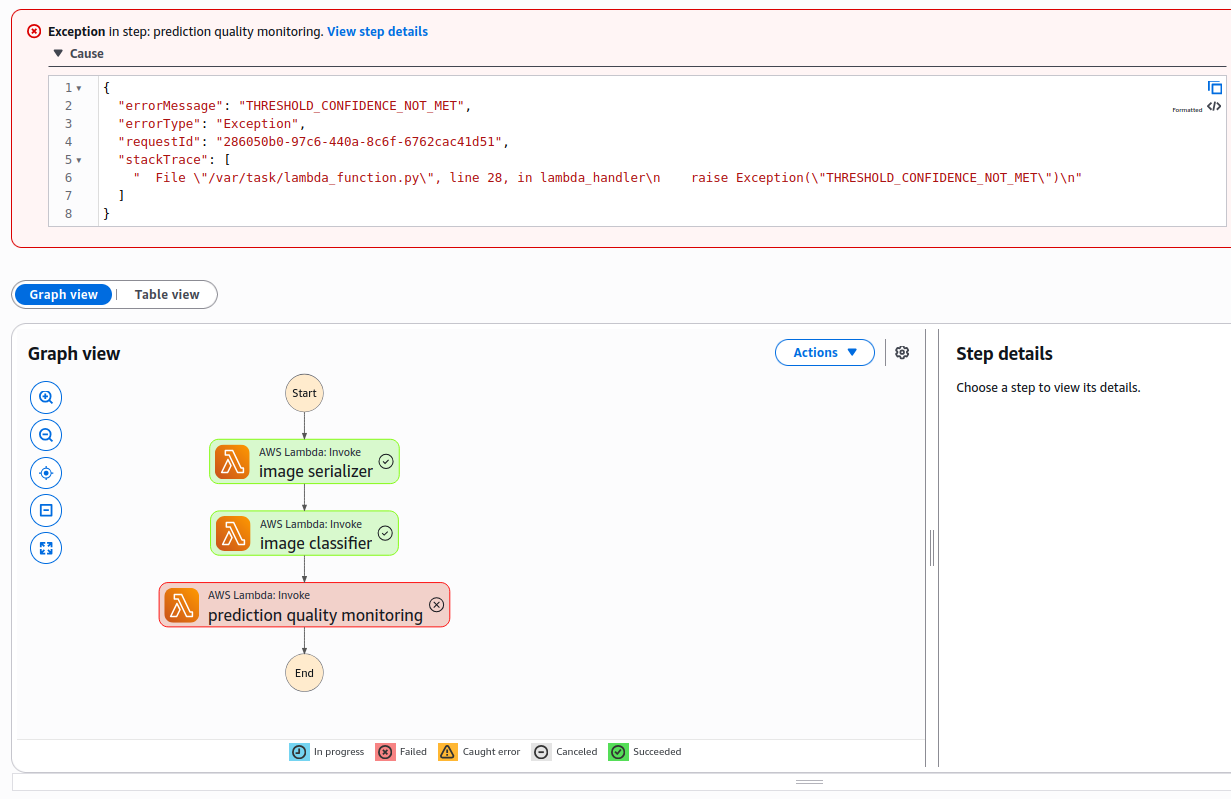 Exception in step: prediction quality monitoring. View step details
Cause
1 {
2 "errorMessage": "THRESHOLD_CONFIDENCE_NOT_MET",
3 "errorType": "Exception",
4 "requestId": "286050b0-97c6-440a-8c6f-6762cac41d51",
5 "stackTrace": [
6 "  File \"/var/task/lambda_function.py\", line 28, in lambda_handler\n    raise Exception(\"THRESHOLD_CONFIDENCE_NOT_MET\")\n"
7 ]
8 }
Formatted
Graph view | Table view
Graph view
Actions
Step details
Choose a step to view its details.
Start
AWS Lambda: Invoke
image serializer
AWS Lambda: Invoke
image classifier
AWS Lambda: Invoke
prediction quality monitoring
End
In progress Failed Caught error Canceled Succeeded